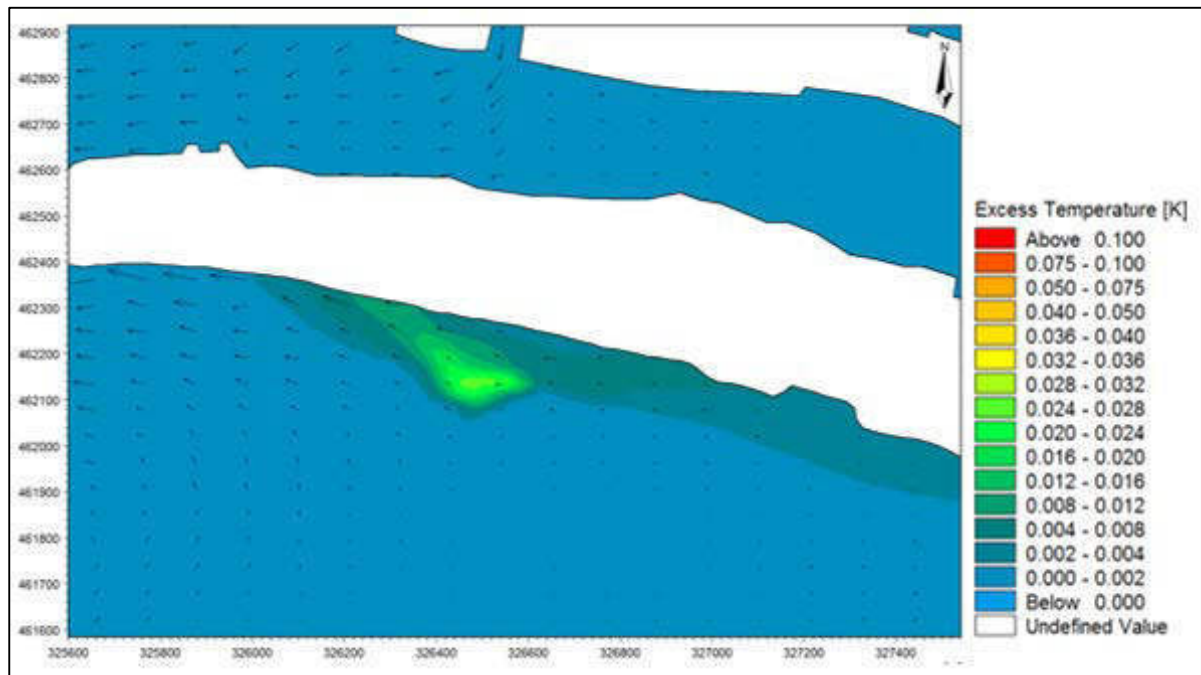 462900
462800
462700
462600
462500
462400
462300
462200
462100
462000
461900
461800
461700
461600
325600
325800
326000
326200
326400
326600
326800
327000
327200
327400
N
Excess Temperature [K]
Above 0.100
0.075 - 0.100
0.050 - 0.075
0.040 - 0.050
0.036 - 0.040
0.032 - 0.036
0.028 - 0.032
0.024 - 0.028
0.020 - 0.024
0.016 - 0.020
0.012 - 0.016
0.008 - 0.012
0.004 - 0.008
0.002 - 0.004
0.000 - 0.002
Below 0.000
Undefined Value